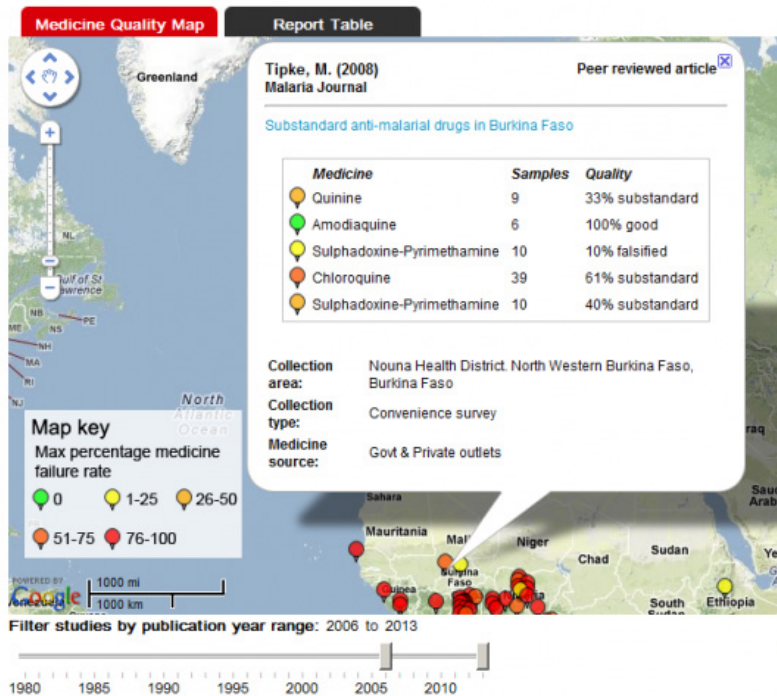 Medicine Quality Map
Report Table
Greenland
Tipke, M. (2008)
Peer reviewed article
Malaria Journal
Substandard anti-malarial drugs in Burkina Faso
Medicine Samples Quality
Quinine 9 33% substandard
Amodiaquine 6 100% good
Sulphadoxine-Pyrimethamine 10 10% falsified
Chloroquine 39 61% substandard
Sulphadoxine-Pyrimethamine 10 40% substandard
NL
Gulf of St
Lawrence
NB
PE
ME
NS
NH
MA
RI
NJ
Collection area: Nouna Health District. North Western Burkina Faso,
Burkina Faso
Collection type: Convenience survey
Medicine source: Govt & Private outlets
North
Atlantic
Ocean
Map key
Max percentage medicine
failure rate
0 1-25 26-50
51-75 76-100
Sahara
Mauritania
Mali
Niger
Chad
Sudan
Burkina
Faso
Guinea
South
Sudan
Ethiopia
POWERED BY
Google
1000 mi
1000 km
Filter studies by publication year range: 2006 to 2013
1980 1985 1990 1995 2000 2005 2010